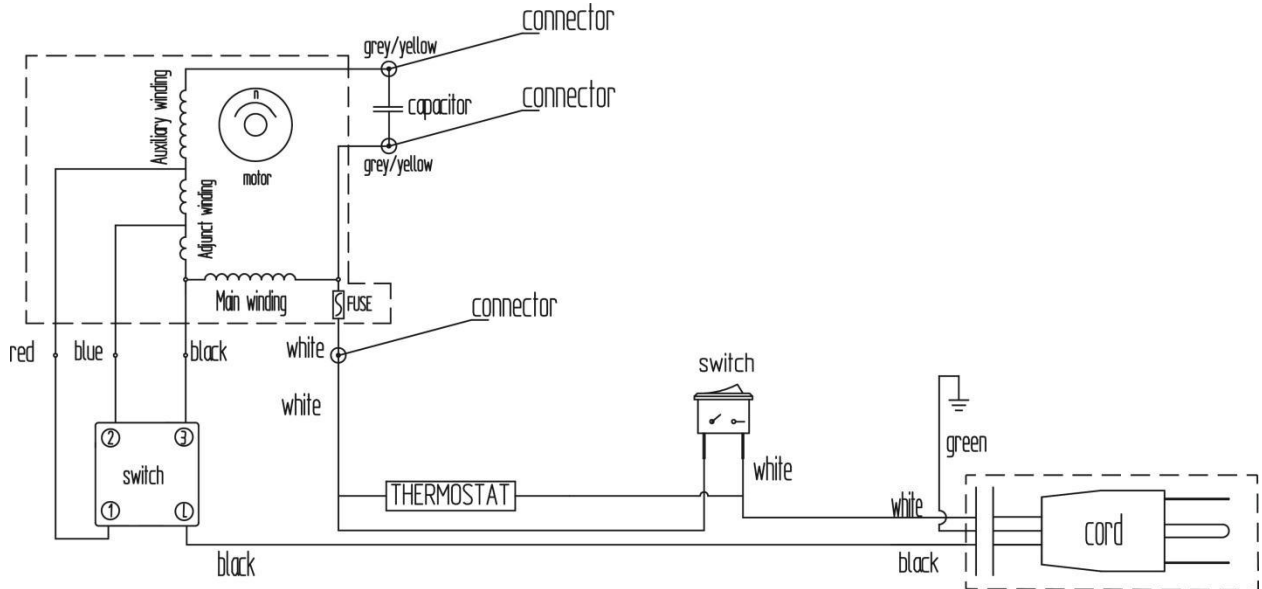 connector
grey/yellow
connector
capacitor
grey/yellow
n
motor
Auxiliary winding
Adjunct winding
Main winding
FUSE
connector
red
blue
black
white
white
switch
2
3
switch
1
L
THERMOSTAT
white
green
white
cord
black
black